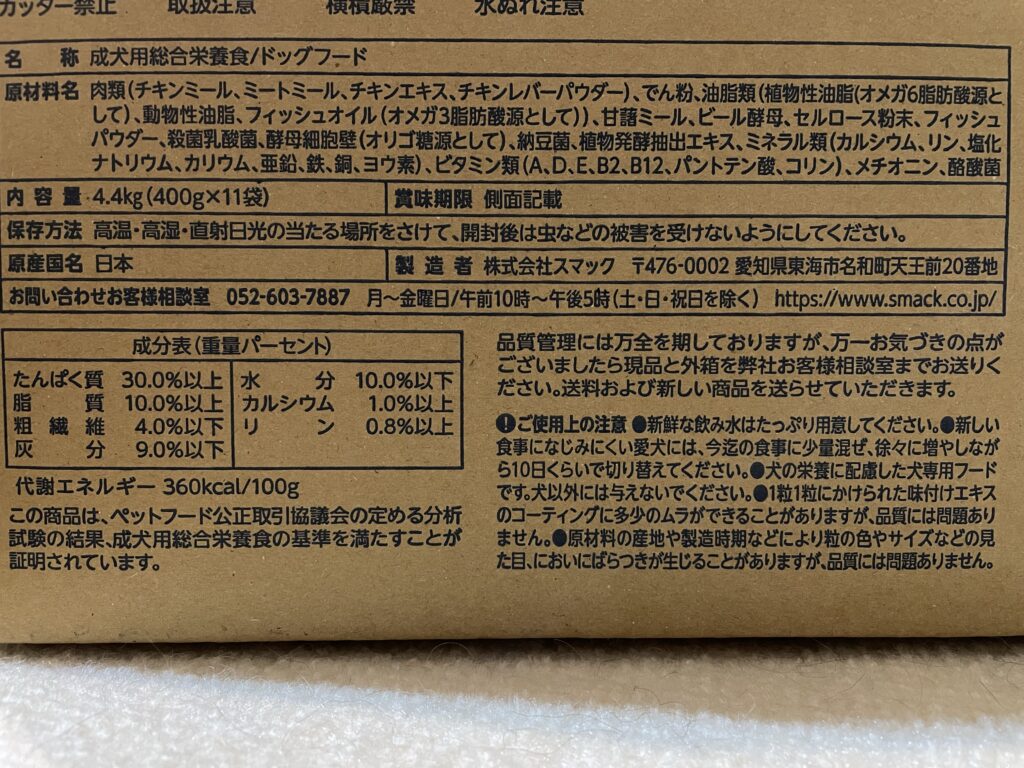 カッター禁止 取扱注意 横積厳禁 水ぬれ注意
名称 成犬用総合栄養食/ドッグフード
原材料名 肉類(チキンミール、ミートミール、チキンエキス、チキンレバーパウダー)、でん粉、油脂類(植物性油脂(オメガ6脂肪酸源と
して)、動物性油脂、フィッシュオイル(オメガ3脂肪酸源として))、甘藷ミール、ビール酵母、セルロース粉末、フィッシュ
パウダー、殺菌乳酸菌、酵母細胞壁(オリゴ糖源として)、納豆菌、植物発酵抽出エキス、ミネラル類(カルシウム、リン、塩化
ナトリウム、カリウム、亜鉛、鉄、銅、ヨウ素)、ビタミン類(A、D、E、B2、B12、パントテン酸、コリン)、メチオニン、酪酸菌
内容量 4.4kg(400g×11袋) 賞味期限 側面記載
保存方法 高温・高湿・直射日光の当たる場所をさけて、開封後は虫などの被害を受けないようにしてください。
原産国名 日本 製造者 株式会社スマック 〒476-0002 愛知県東海市名和町天王前20番地
お問い合わせお客様相談室 052-603-7887 月～金曜日/午前10時～午後5時(土・日・祝日を除く) https://www.smack.co.jp/
成分表(重量パーセント)
たんぱく質 30.0%以上 水分 10.0%以下
脂質 10.0%以上 カルシウム 1.0%以上
粗繊維 4.0%以下 リン 0.8%以上
灰分 9.0%以下
代謝エネルギー 360kcal/100g
この商品は、ペットフード公正取引協議会の定める分析
試験の結果、成犬用総合栄養食の基準を満たすことが
証明されています。
品質管理には万全を期しておりますが、万一お気づきの点が
ございましたら現品と外箱を弊社お客様相談室までお送りく
ださい。送料および新しい商品を送らせていただきます。
!ご使用上の注意 ●新鮮な飲み水はたっぷり用意してください。●新しい
食事になじみにくい愛犬には、今迄の食事に少量混ぜ、徐々に増やしなが
ら10日くらいで切り替えてください。●犬の栄養に配慮した犬専用フード
です。犬以外には与えないでください。●1粒1粒にかけられた味付けエキス
のコーティングに多少のムラができることがありますが、品質には問題あり
ません。●原材料の産地や製造時期などにより粒の色やサイズなどの見
た目、においにばらつきが生じることがありますが、品質には問題ありません。